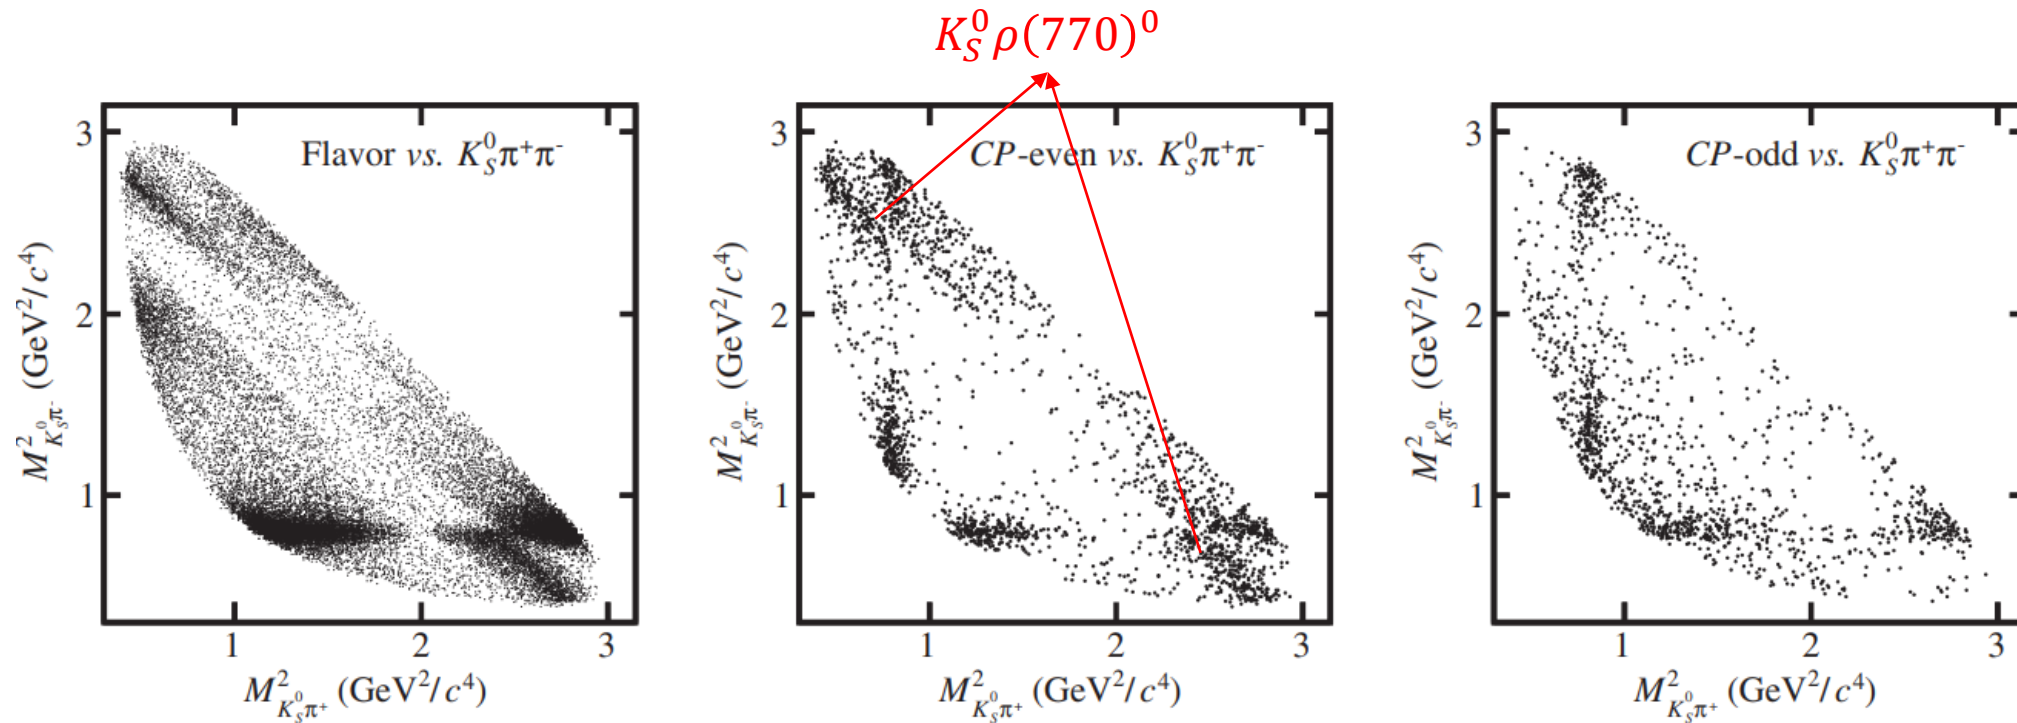 K_S^0 ρ(770)^0
Flavor vs. K_S^0π^+π^-
3
2
1
M^2_{K_S^0π^-} (GeV^2/c^4)
1 2 3
M^2_{K_S^0π^+} (GeV^2/c^4)
CP-even vs. K_S^0π^+π^-
3
2
1
M^2_{K_S^0π^-} (GeV^2/c^4)
1 2 3
M^2_{K_S^0π^+} (GeV^2/c^4)
CP-odd vs. K_S^0π^+π^-
3
2
1
M^2_{K_S^0π^-} (GeV^2/c^4)
1 2 3
M^2_{K_S^0π^+} (GeV^2/c^4)